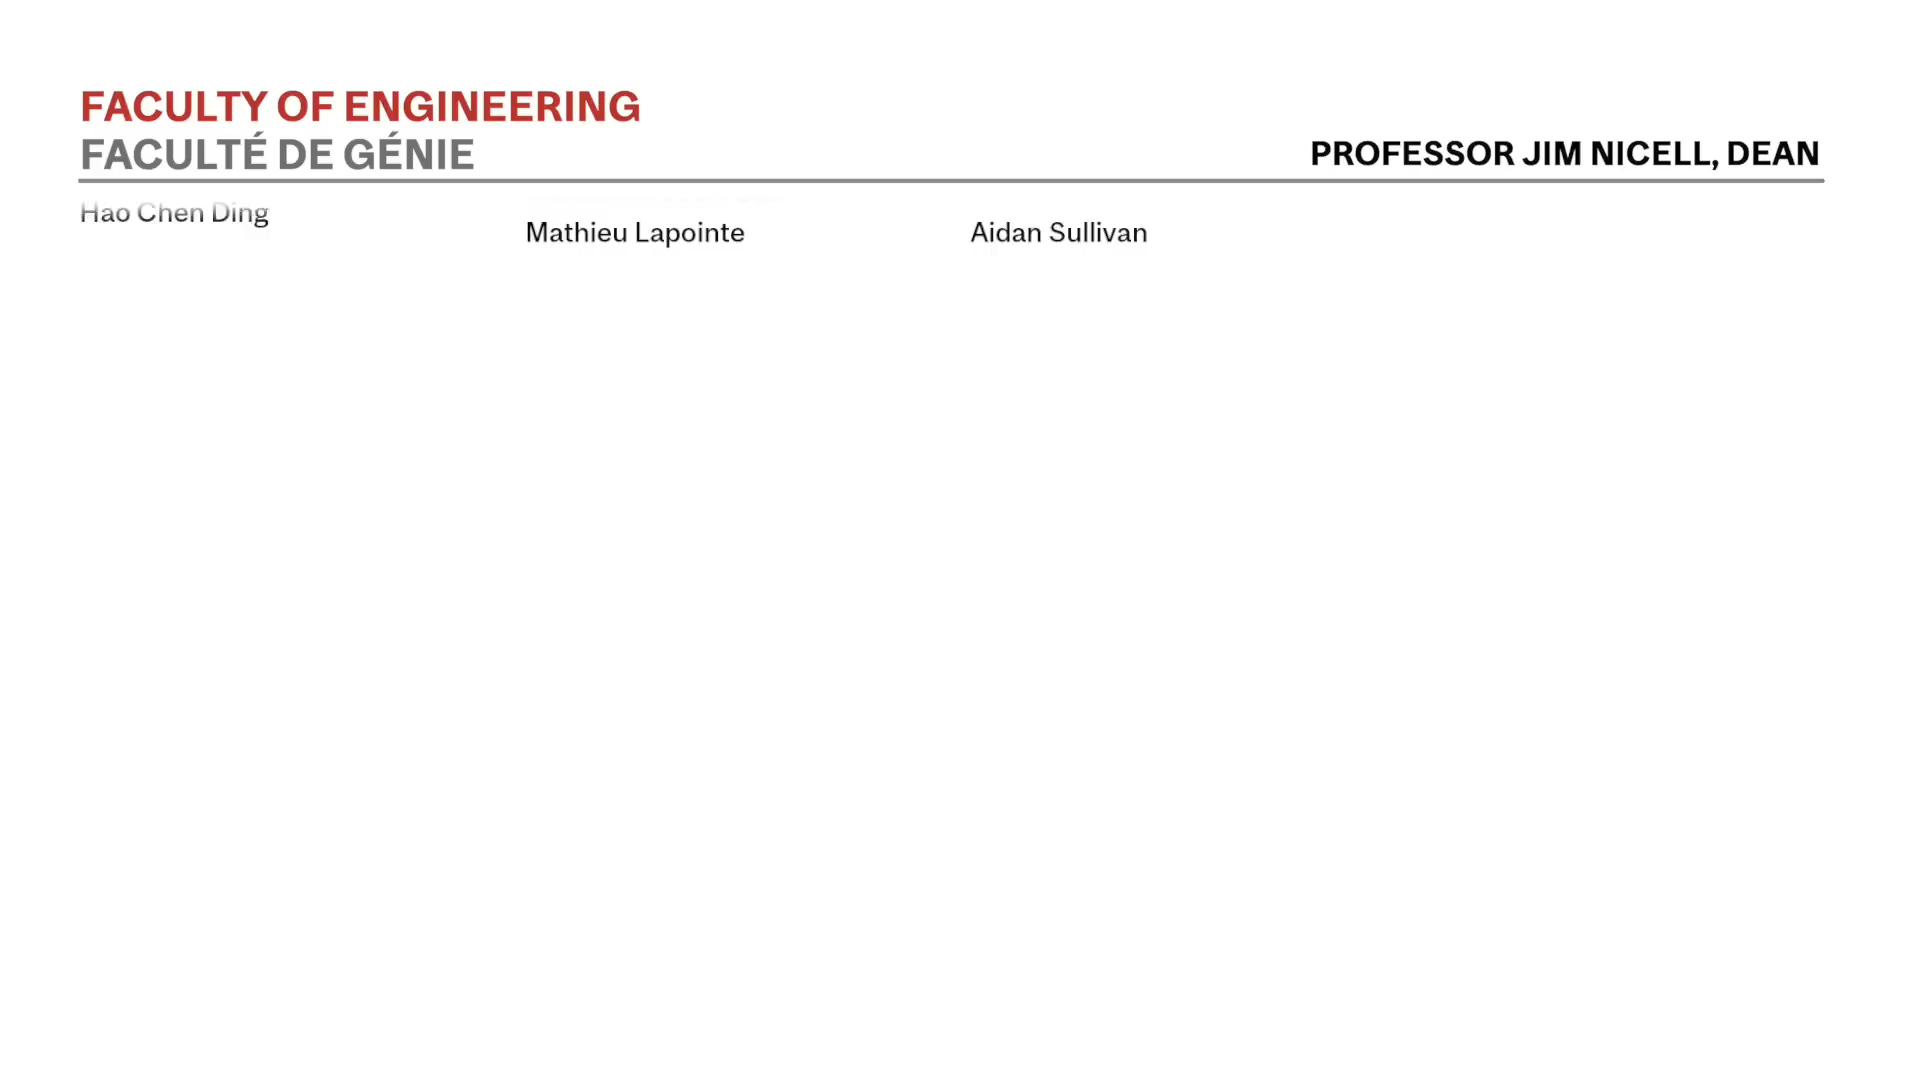 FACULTY OF ENGINEERING
FACULTÉ DE GÉNIE
PROFESSOR JIM NICELL, DEAN
Hao Chen Ding
Mathieu Lapointe
Aidan Sullivan